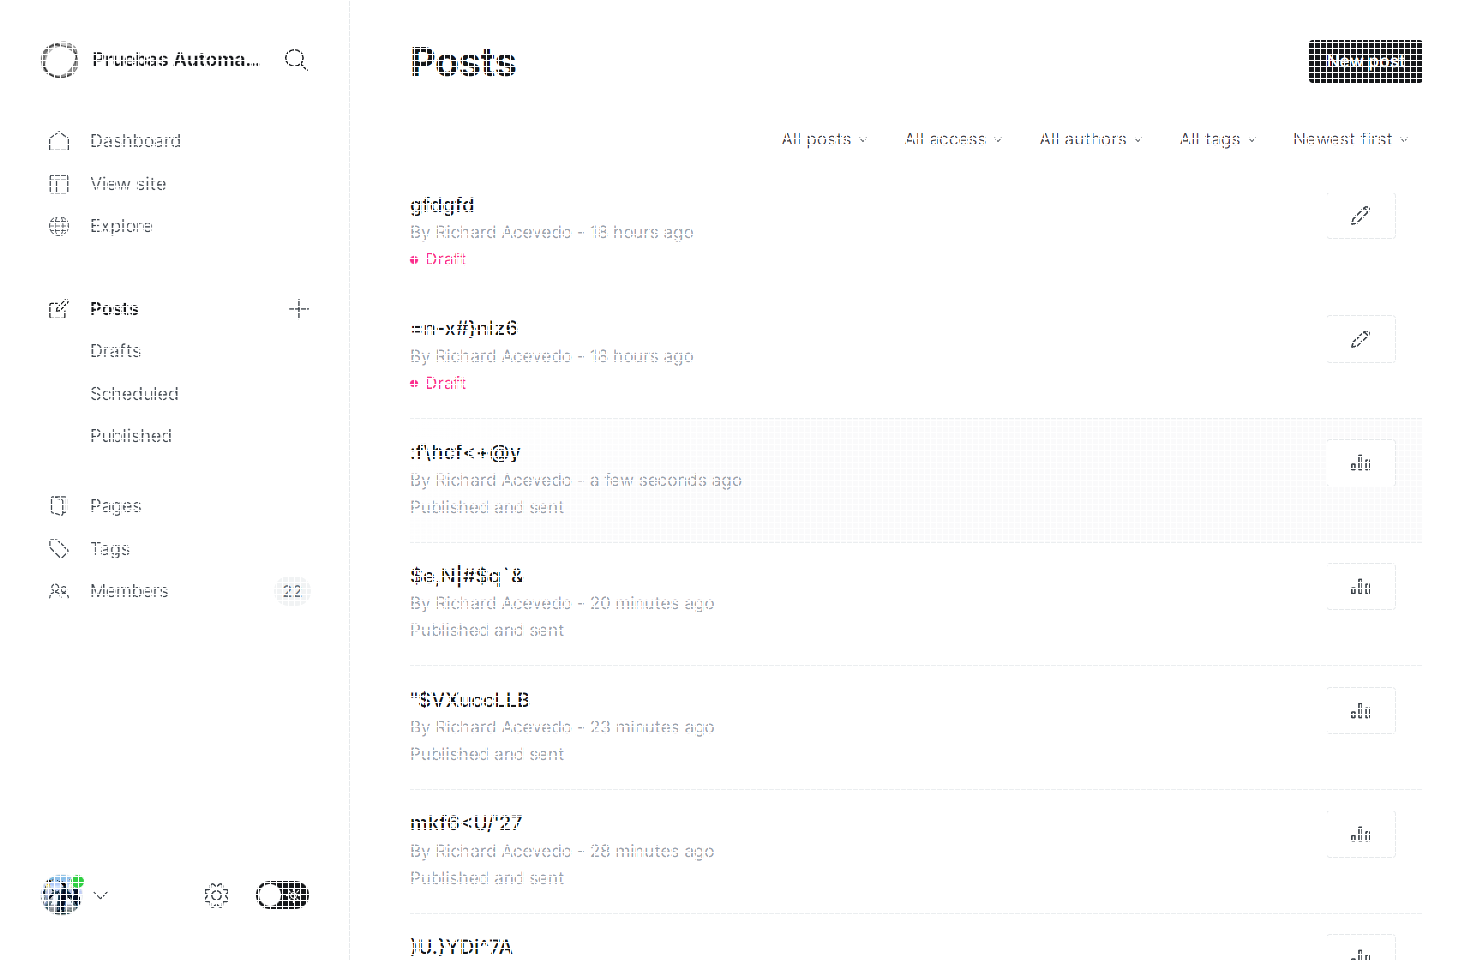 Pruebas Automa...
Dashboard
View site
Explore
Posts
Drafts
Scheduled
Published
Pages
Tags
Members 22
Posts
New post
All posts All access All authors All tags Newest first
gfdgfd
By Richard Acevedo - 18 hours ago
Draft
=n-x#}nlz6
By Richard Acevedo - 18 hours ago
Draft
:f\hcf<+@y
By Richard Acevedo - a few seconds ago
Published and sent
$e,N|#$q`&
By Richard Acevedo - 20 minutes ago
Published and sent
"$VXuccLLB
By Richard Acevedo - 23 minutes ago
Published and sent
mkf6<U/'27
By Richard Acevedo - 28 minutes ago
Published and sent